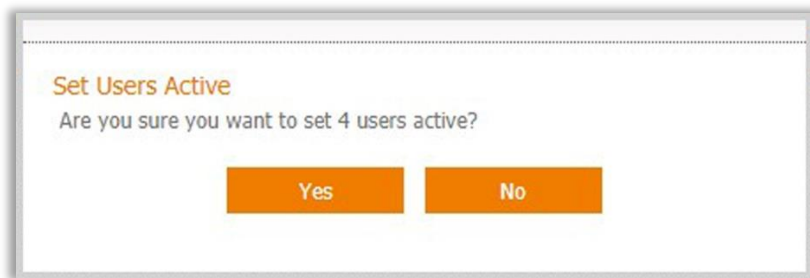 Set Users Active
Are you sure you want to set 4 users active?
Yes No